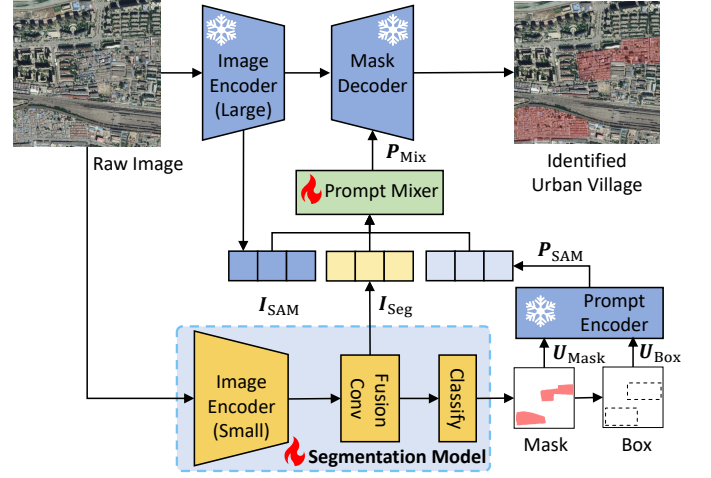 Image
Encoder
(Large)
Mask
Decoder
Raw Image
P_Mix
Identified
Urban Village
Prompt Mixer
P_SAM
I_SAM
I_Seg
Prompt
Encoder
U_Mask
U_Box
Image
Encoder
(Small)
Fusion
Conv
Classify
Segmentation Model
Mask
Box